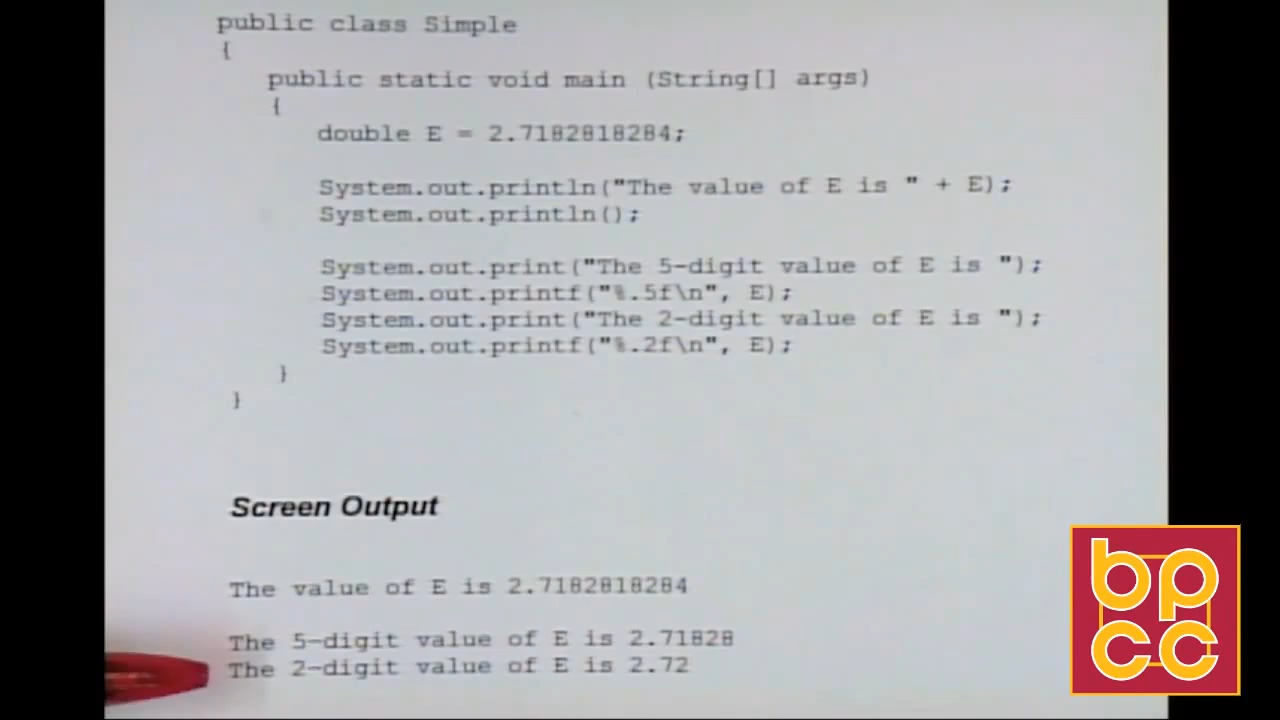 public class Simple
{
public static void main (String[] args)
{
double E = 2.7182818284;
System.out.println("The value of E is " + E);
System.out.println();
System.out.print("The 5-digit value of E is ");
System.out.printf("%.5f\n", E);
System.out.print("The 2-digit value of E is ");
System.out.printf("%.2f\n", E);
}
}
Screen Output
The value of E is 2.7182818284
The 5-digit value of E is 2.71828
The 2-digit value of E is 2.72
bp
cc